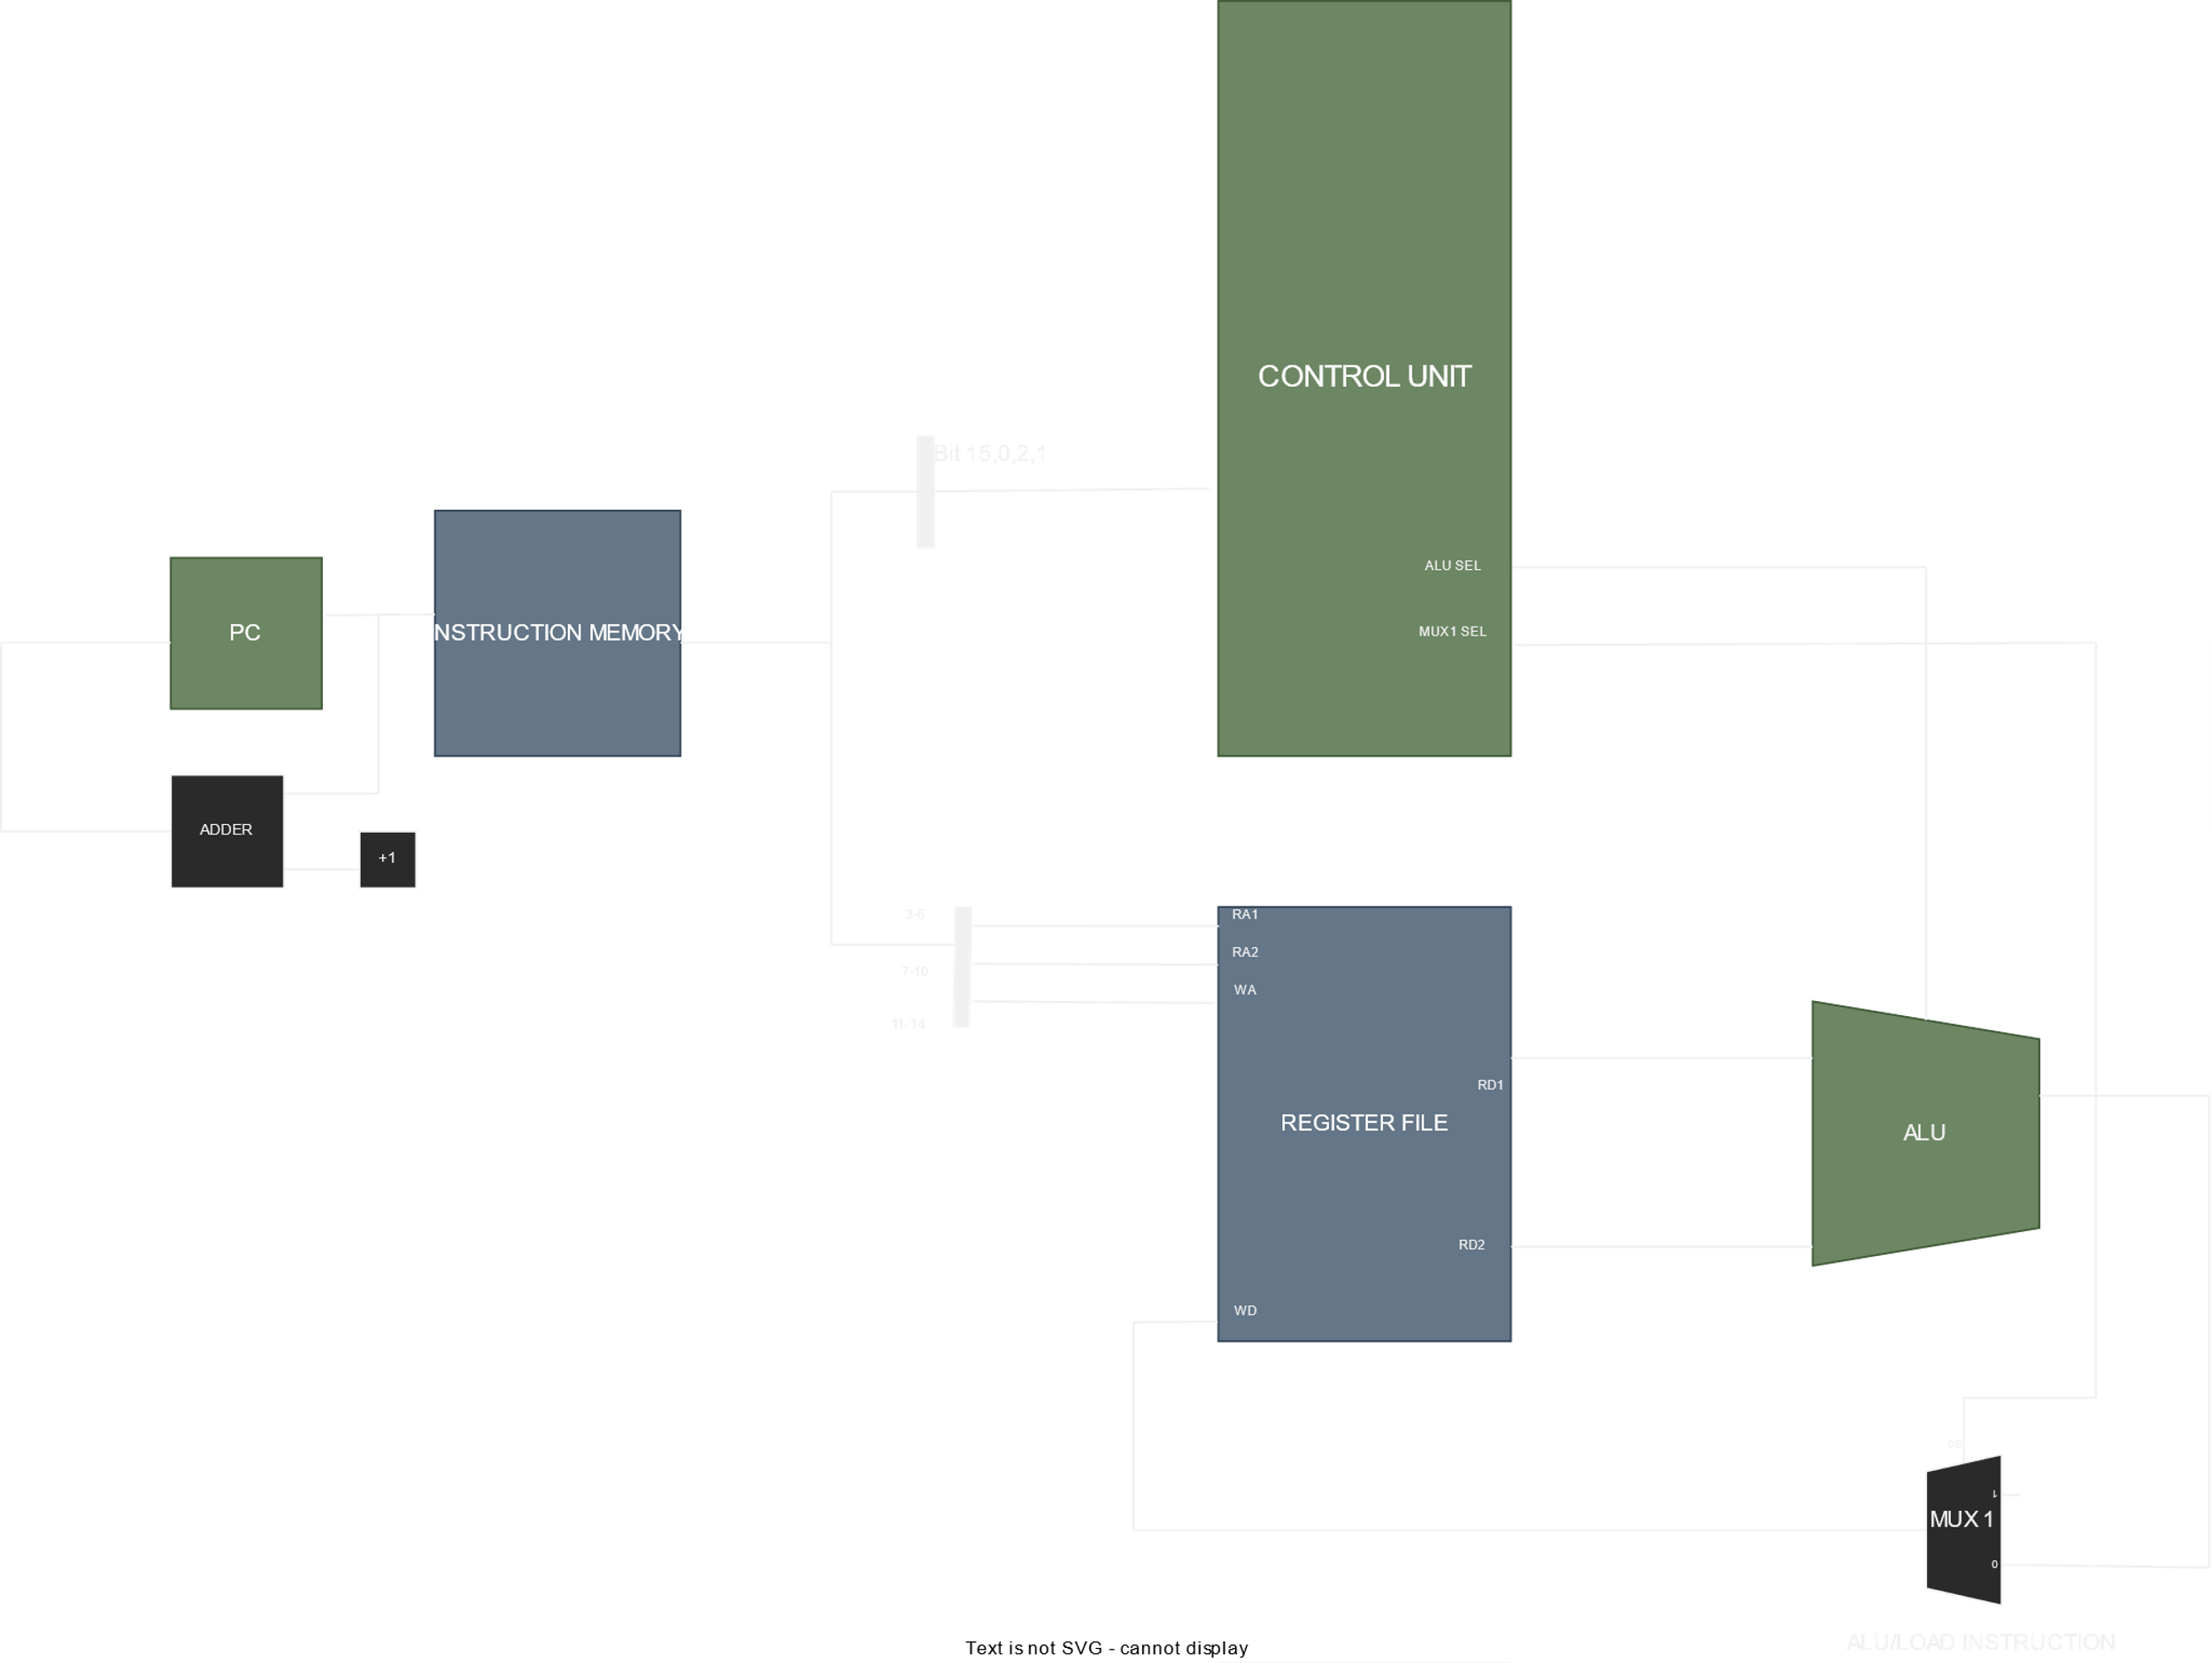 CONTROL UNIT
Bit 15,0,2,1
ALU SEL
MUX1 SEL
PC
NSTRUCTION MEMORY
ADDER
+1
3-6
7-10
11-14
RA1
RA2
WA
RD1
REGISTER FILE
RD2
WD
ALU
S0
1
MUX 1
0
ALU/LOAD INSTRUCTION
Text is not SVG - cannot display